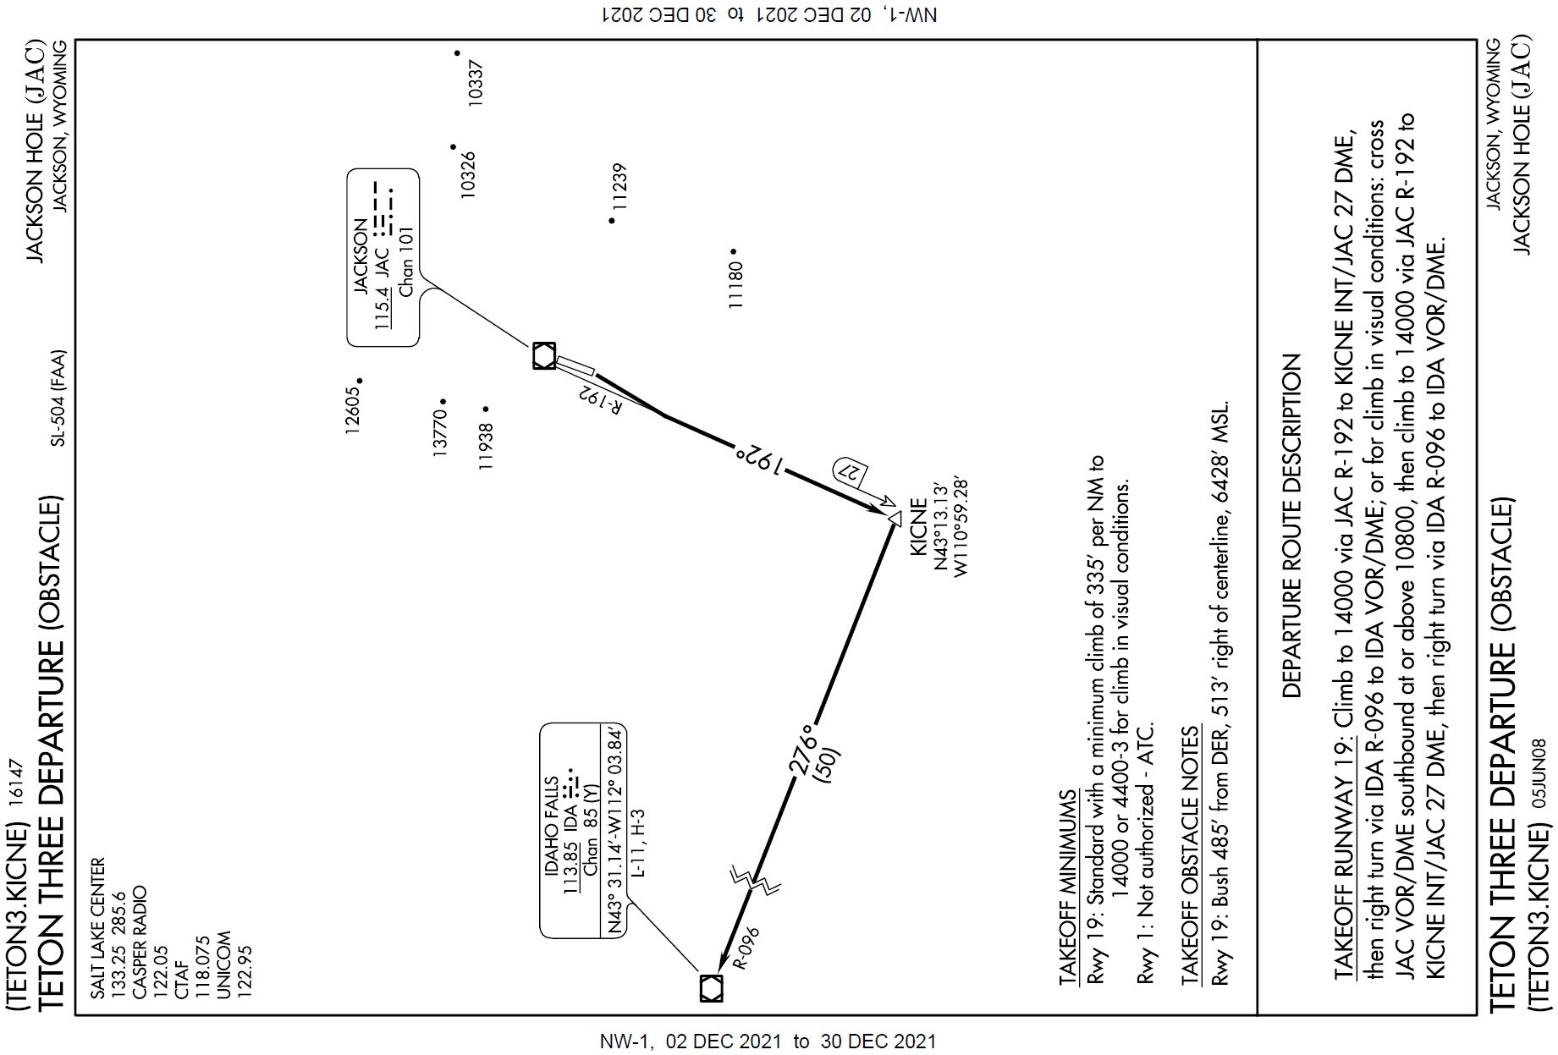 (TETON3.KICNE) 16147
TETON THREE DEPARTURE (OBSTACLE)
SL-504 (FAA)
JACKSON HOLE (JAC)
JACKSON, WYOMING
SALT LAKE CENTER
133.25 285.6
CASPER RADIO
122.05
CTAF
118.075
UNICOM
122.95
12605
13770
11938
JACKSON
115.4 JAC
Chan 101
10337
10326
11239
11180
R-192
192°
27
KICNE
N43°13.13′
W110°59.28′
IDAHO FALLS
113.85 IDA
Chan 85 (Y)
N43° 31.14′-W112° 03.84′
L-11, H-3
R-096
276°
(50)
TAKEOFF MINIMUMS
Rwy 19: Standard with a minimum climb of 335′ per NM to
14000 or 4400-3 for climb in visual conditions.
Rwy 1: Not authorized - ATC.
TAKEOFF OBSTACLE NOTES
Rwy 19: Bush 485′ from DER, 513′ right of centerline, 6428′ MSL.
DEPARTURE ROUTE DESCRIPTION
TAKEOFF RUNWAY 19: Climb to 14000 via JAC R-192 to KICNE INT/JAC 27 DME,
then right turn via IDA R-096 to IDA VOR/DME; or for climb in visual conditions: cross
JAC VOR/DME southbound at or above 10800, then climb to 14000 via JAC R-192 to
KICNE INT/JAC 27 DME, then right turn via IDA R-096 to IDA VOR/DME.
TETON THREE DEPARTURE (OBSTACLE)
(TETON3.KICNE) 05JUN08
JACKSON, WYOMING
JACKSON HOLE (JAC)
NW-1, 02 DEC 2021 to 30 DEC 2021
NW-1, 02 DEC 2021 to 30 DEC 2021